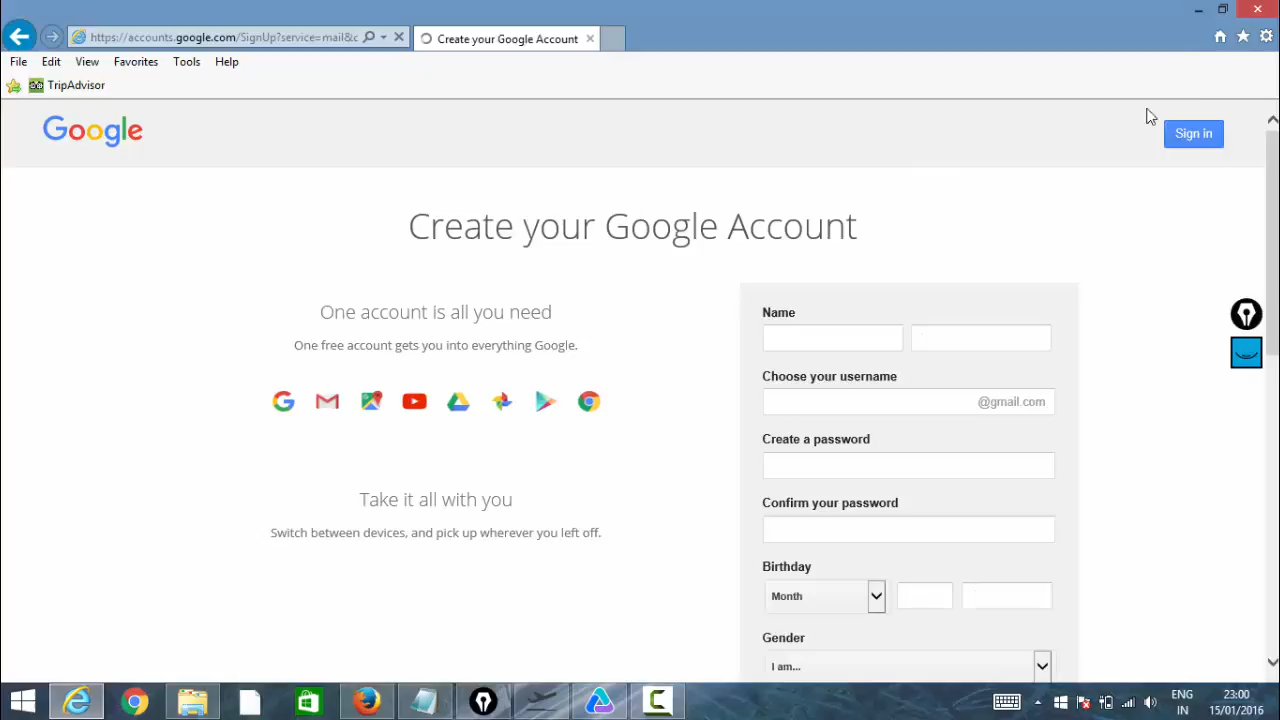 https://accounts.google.com/SignUp?service=mail&c
Create your Google Account
File Edit View Favorites Tools Help
TripAdvisor
Google
Sign in
Create your Google Account
One account is all you need
One free account gets you into everything Google.
Take it all with you
Switch between devices, and pick up wherever you left off.
Name
Choose your username
@gmail.com
Create a password
Confirm your password
Birthday
Month
Gender
I am...
ENG
IN
23:00
15/01/2016